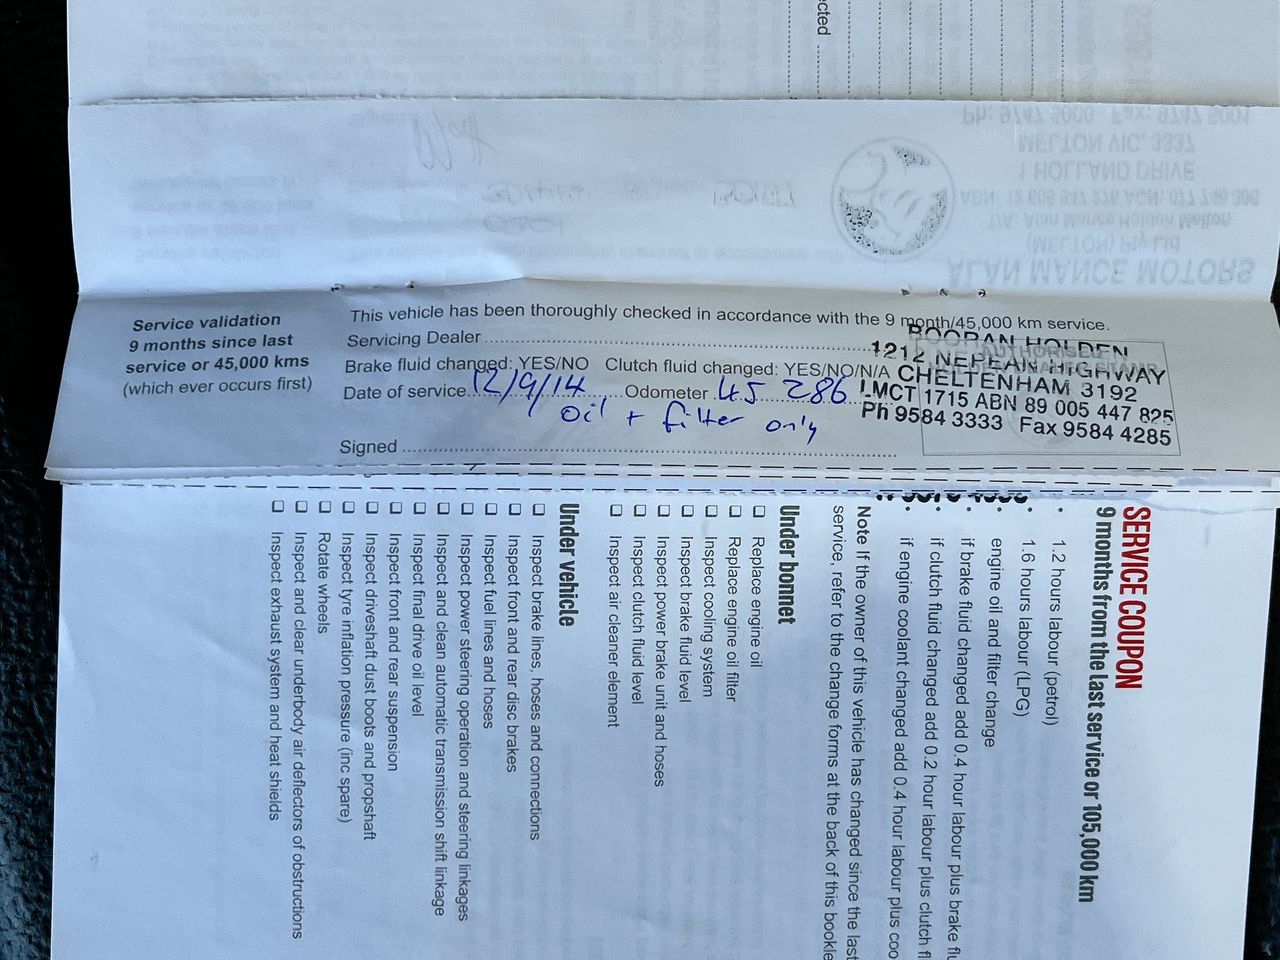 ected
Ph: 9747 5000 Fax: 9747 5001
MELTON VIC. 3337
1 HOLLAND DRIVE
T/A. Alan Mance Holden Melton
(MELTON) Pty Ltd
ALAN MANCE MOTORS
Service validation
9 months since last
service or 45,000 kms
(which ever occurs first)
This vehicle has been thoroughly checked in accordance with the 9 month/45,000 km service.
Servicing Dealer
Brake fluid changed: YES/NO Clutch fluid changed: YES/NO/N/A
Date of service 12/9/14 Odometer 45 286
Oil + filter only
Signed
BOORAN HOLDEN
1212 NEPEAN HIGHWAY
CHELTENHAM 3192
LMCT 1715 ABN 89 005 447 825
Ph 9584 3333 Fax 9584 4285
SERVICE COUPON
9 months from the last service or 105,000 km
• 1.2 hours labour (petrol)
• 1.6 hours labour (LPG)
engine oil and filter change
• if brake fluid changed add 0.4 hour labour plus brake
• if clutch fluid changed add 0.2 hour labour plus clutch
• if engine coolant changed add 0.4 hour labour plus
Note If the owner of this vehicle has changed since the last
service, refer to the change forms at the back of this
Under bonnet
☐ Replace engine oil
☐ Replace engine oil filter
☐ Inspect cooling system
☐ Inspect brake fluid level
☐ Inspect power brake unit and hoses
☐ Inspect clutch fluid level
☐ Inspect air cleaner element
Under vehicle
☐ Inspect brake lines, hoses and connections
☐ Inspect front and rear disc brakes
☐ Inspect fuel lines and hoses
☐ Inspect power steering operation and steering linkages
☐ Inspect and clean automatic transmission shift linkage
☐ Inspect final drive oil level
☐ Inspect front and rear suspension
☐ Inspect driveshaft dust boots and propshaft
☐ Inspect tyre inflation pressure (inc spare)
☐ Rotate wheels
☐ Inspect and clear underbody air deflectors of obstructions
☐ Inspect exhaust system and heat shields